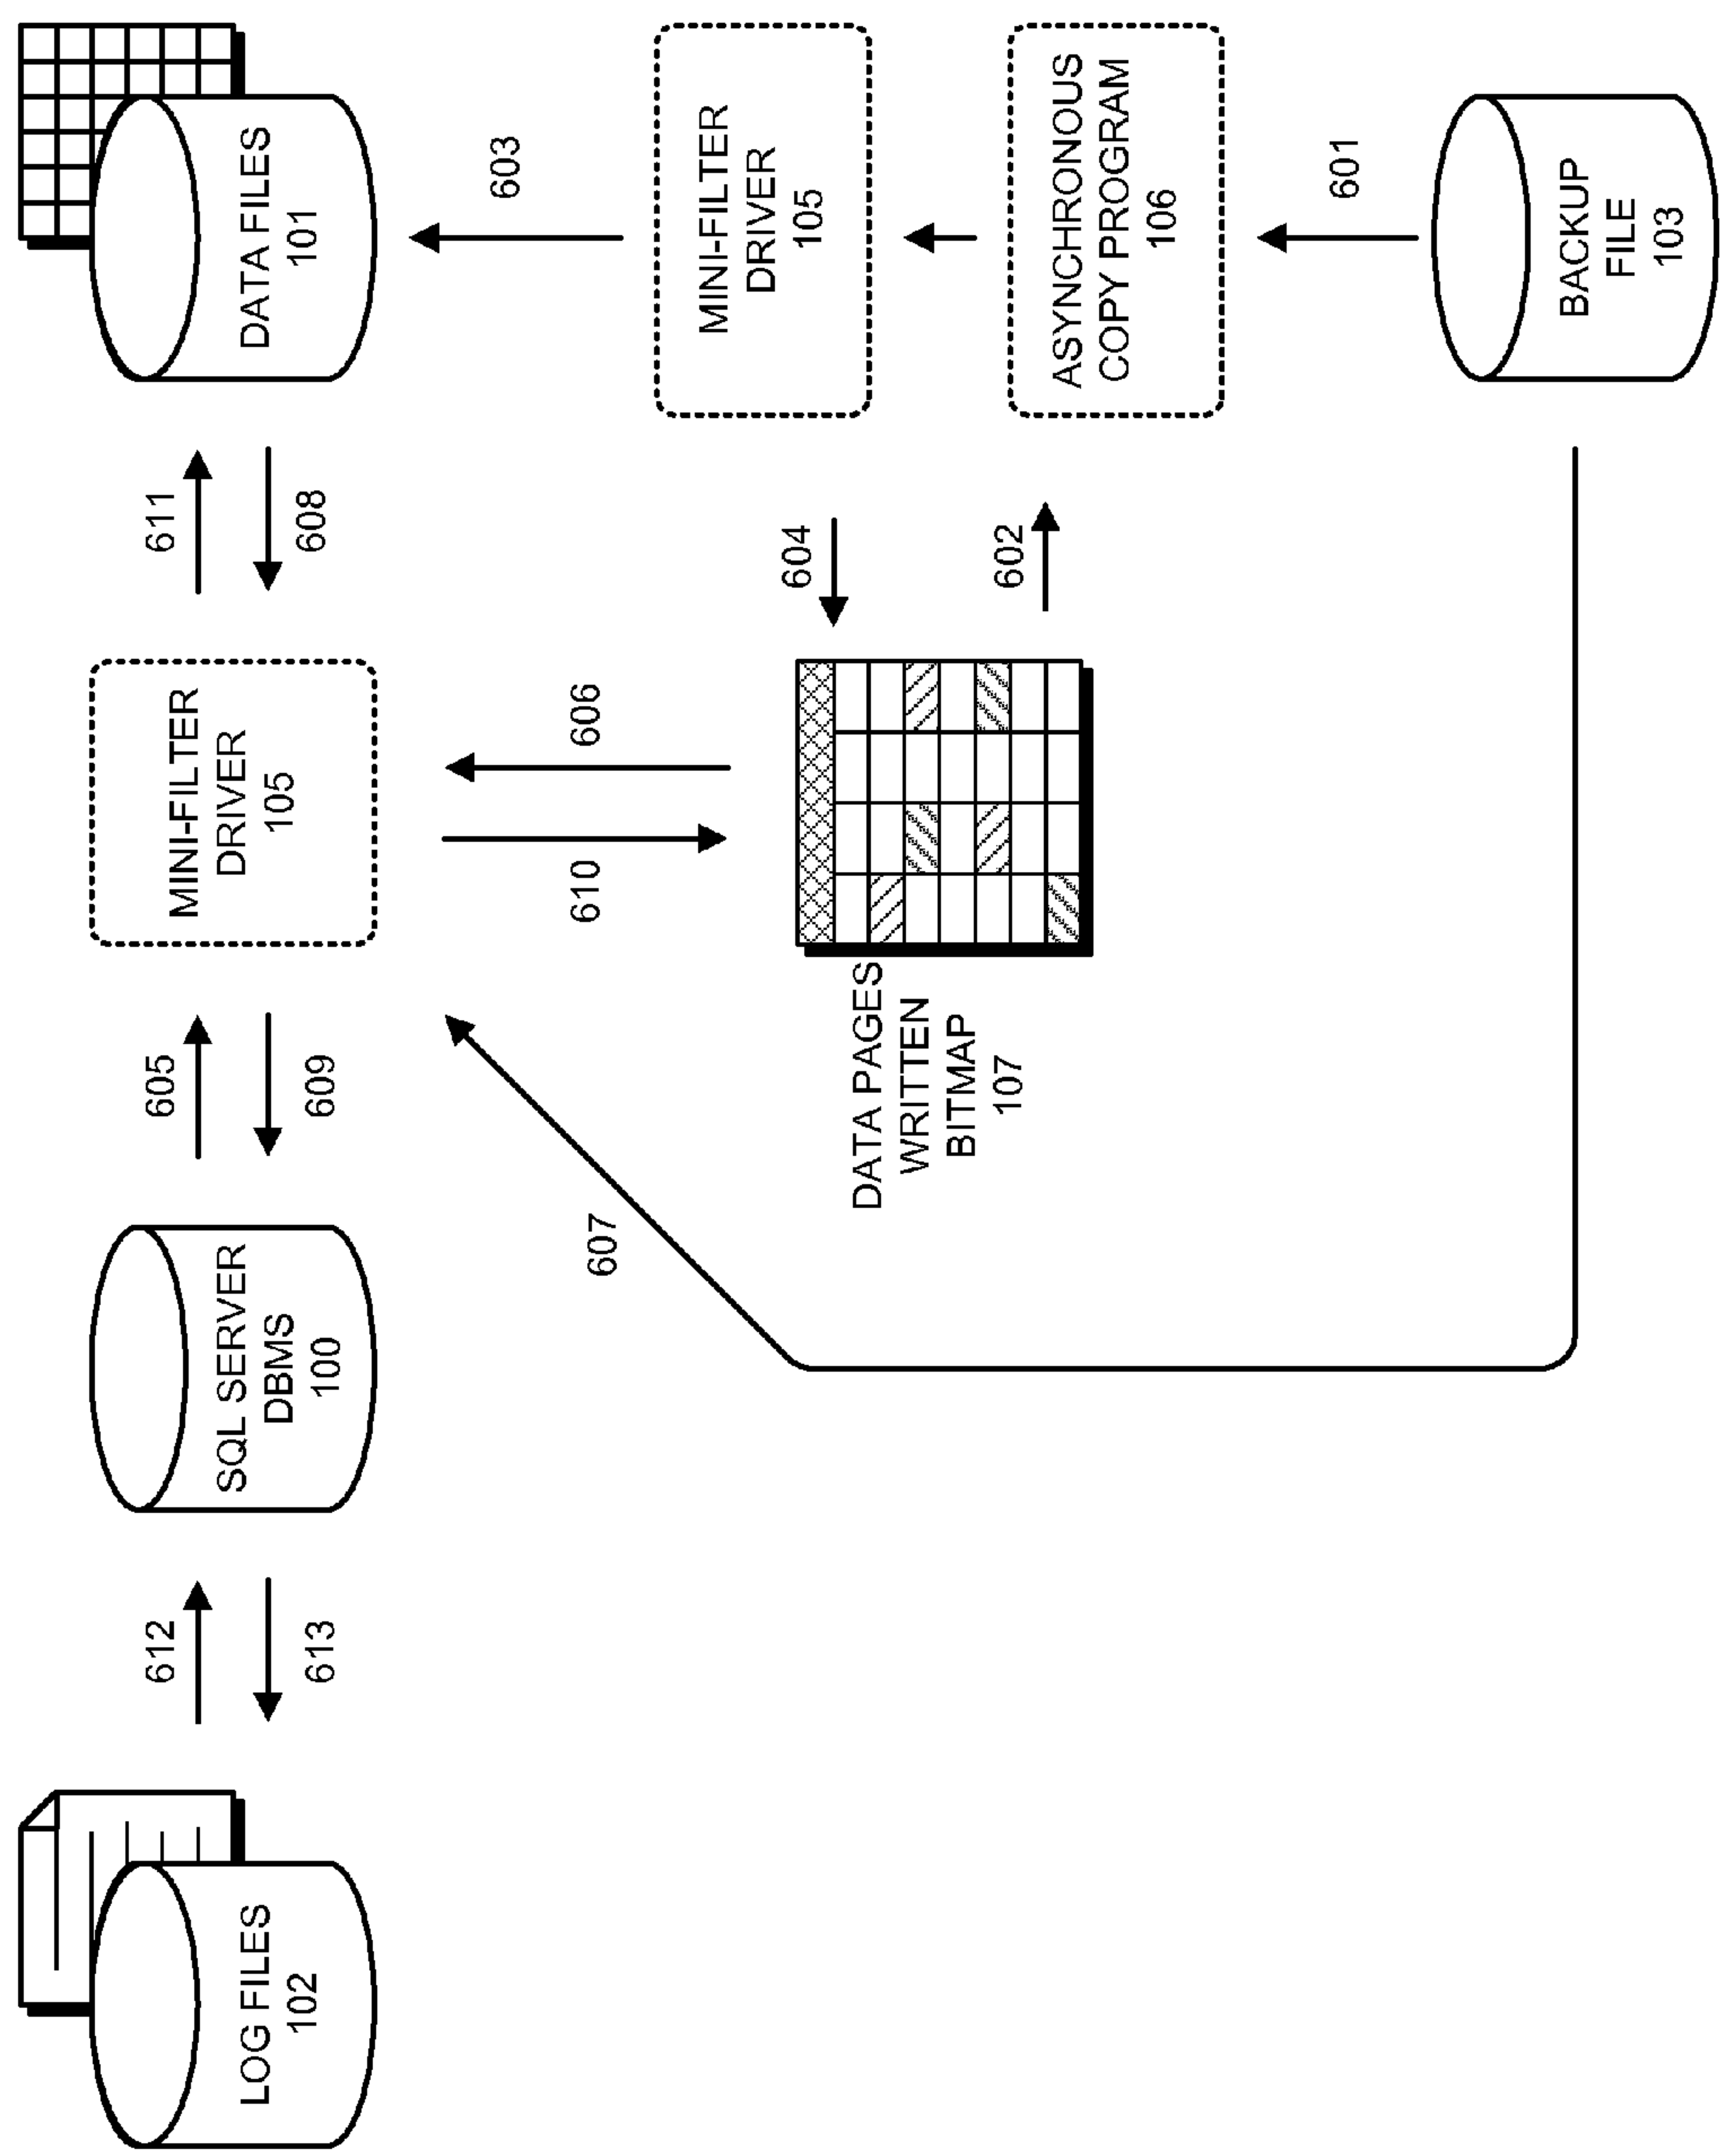 LOG FILES
102
612
613
SQL SERVER
DBMS
100
605
609
MINI-FILTER
DRIVER
105
611
608
DATA FILES
101
607
610
606
603
DATA PAGES
WRITTEN
BITMAP
107
604
602
MINI-FILTER
DRIVER
105
ASYNCHRONOUS
COPY PROGRAM
106
601
BACKUP
FILE
103